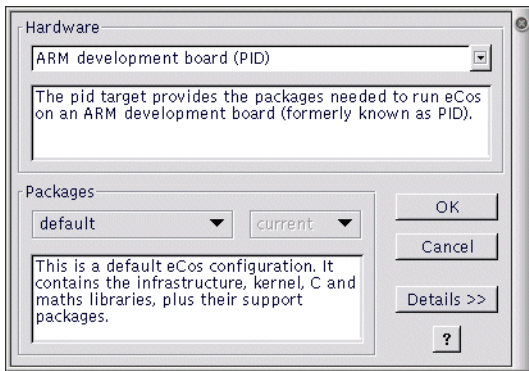 Hardware
ARM development board (PID)
The pid target provides the packages needed to run eCos
on an ARM development board (formerly known as PID).
Packages
default
current
This is a default eCos configuration. It
contains the infrastructure, kernel, C and
maths libraries, plus their support
packages.
OK
Cancel
Details >>
?